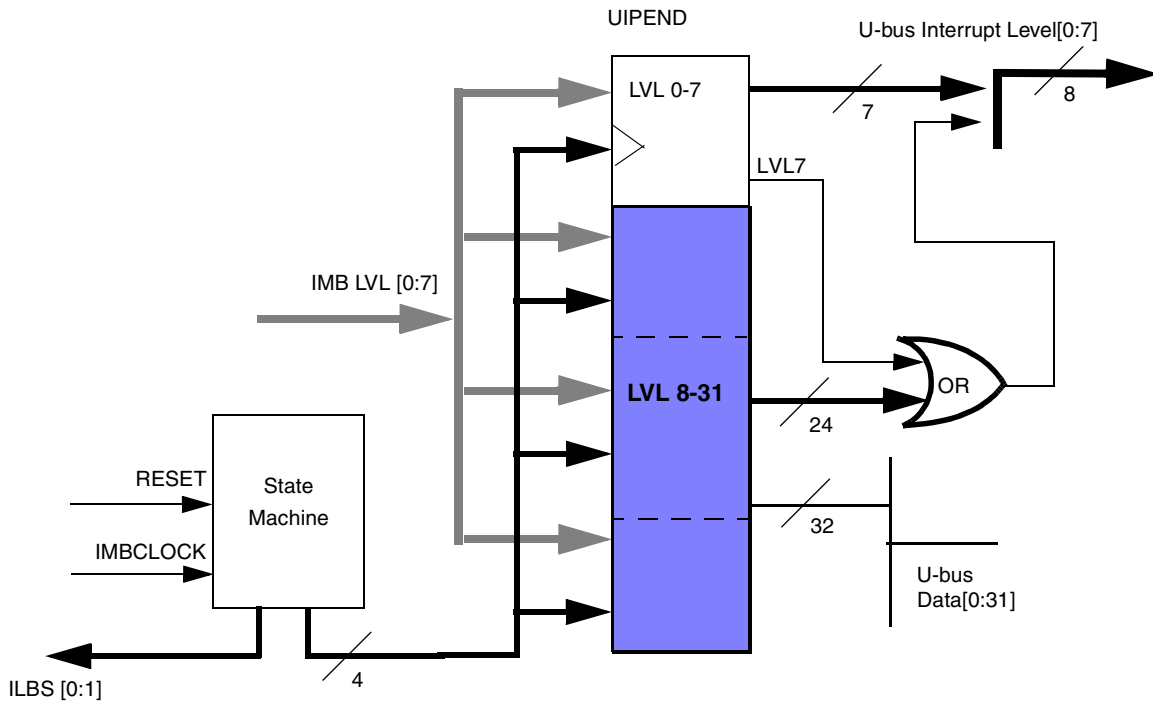 UIPEND
U-bus Interrupt Level[0:7]
LVL 0-7
7
8
LVL7
IMB LVL [0:7]
LVL 8-31
OR
24
RESET
State
Machine
32
IMBCLOCK
U-bus
Data[0:31]
4
ILBS [0:1]